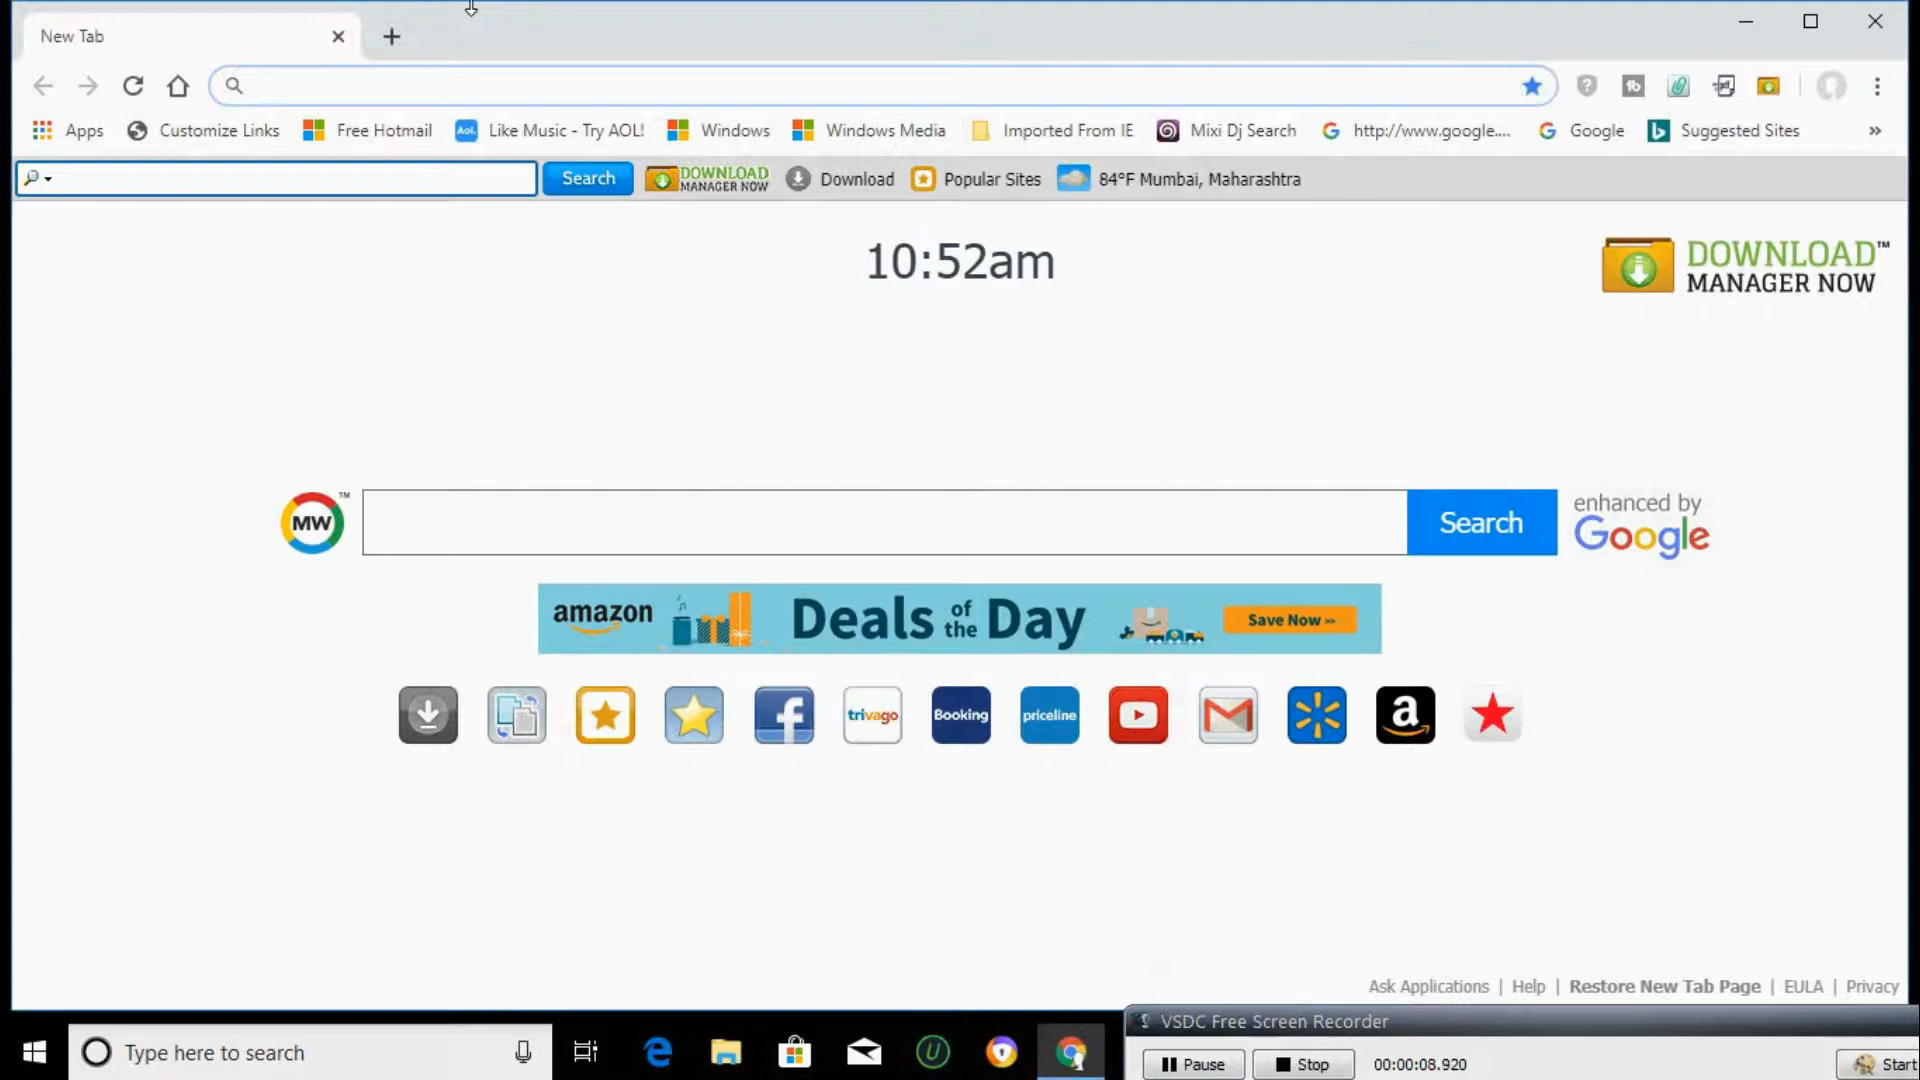 New Tab
Apps Customize Links Free Hotmail Aol. Like Music - Try AOL! Windows Windows Media Imported From IE Mixi Dj Search http://www.google.... Google Suggested Sites »
Search DOWNLOAD MANAGER NOW Download Popular Sites 84°F Mumbai, Maharashtra
10:52am
DOWNLOAD™
MANAGER NOW
MW™ Search enhanced by
Google
amazon Deals of the Day Save Now »
f trivago Booking priceline a
Ask Applications | Help | Restore New Tab Page | EULA | Privacy
VSDC Free Screen Recorder
Type here to search
Pause Stop 00:00:08.920 Start